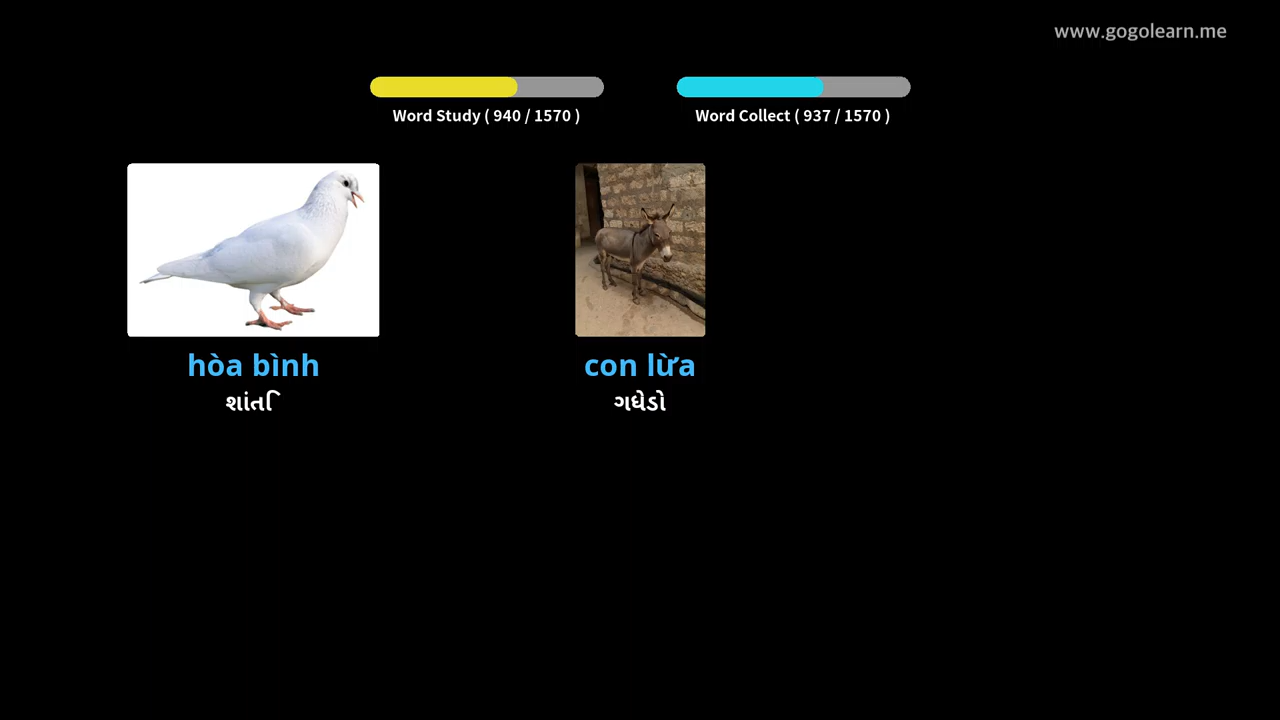 www.gogolearn.me
Word Study ( 940 / 1570 )
Word Collect ( 937 / 1570 )
hòa bình
શાંતિ
con lừa
ગધેડો